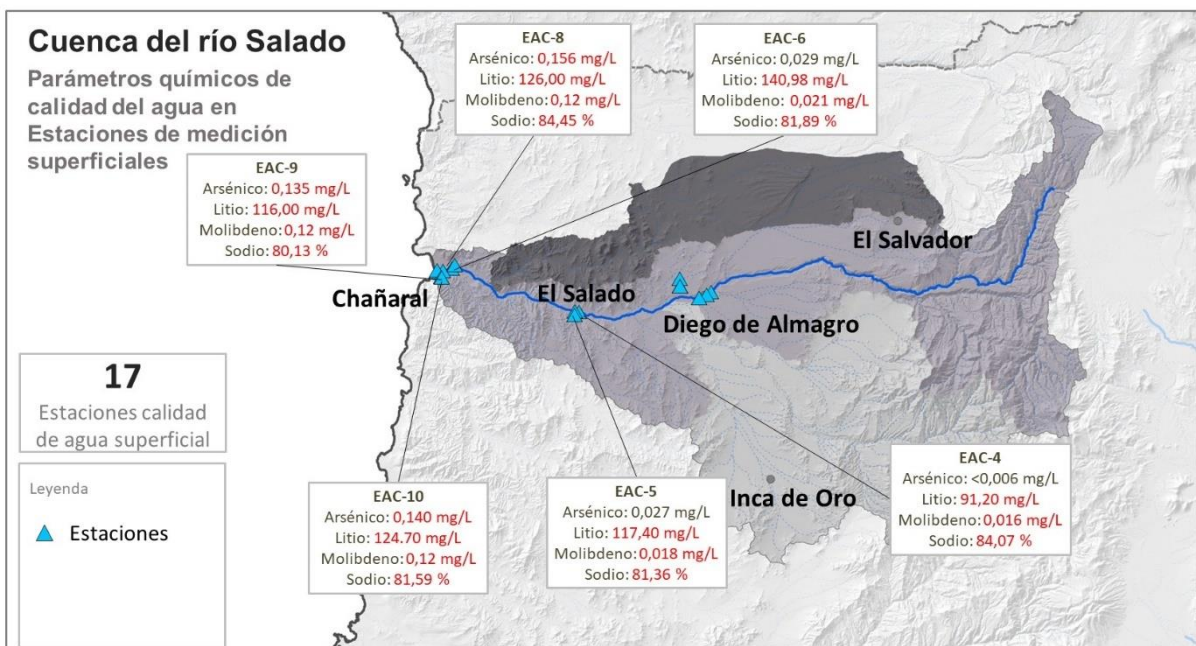 Cuenca del río Salado
Parámetros químicos de
calidad del agua en
Estaciones de medición
superficiales
EAC-8
Arsénico: 0,156 mg/L
Litio: 126,00 mg/L
Molibdeno: 0,12 mg/L
Sodio: 84,45 %
EAC-6
Arsénico: 0,029 mg/L
Litio: 140,98 mg/L
Molibdeno: 0,021 mg/L
Sodio: 81,89 %
EAC-9
Arsénico: 0,135 mg/L
Litio: 116,00 mg/L
Molibdeno: 0,12 mg/L
Sodio: 80,13 %
El Salvador
Chañaral
El Salado
Diego de Almagro
Inca de Oro
17
Estaciones calidad
de agua superficial
Leyenda
Estaciones
EAC-10
Arsénico: 0,140 mg/L
Litio: 124.70 mg/L
Molibdeno: 0,12 mg/L
Sodio: 81,59 %
EAC-5
Arsénico: 0,027 mg/L
Litio: 117,40 mg/L
Molibdeno: 0,018 mg/L
Sodio: 81,36 %
EAC-4
Arsénico: <0,006 mg/L
Litio: 91,20 mg/L
Molibdeno: 0,016 mg/L
Sodio: 84,07 %